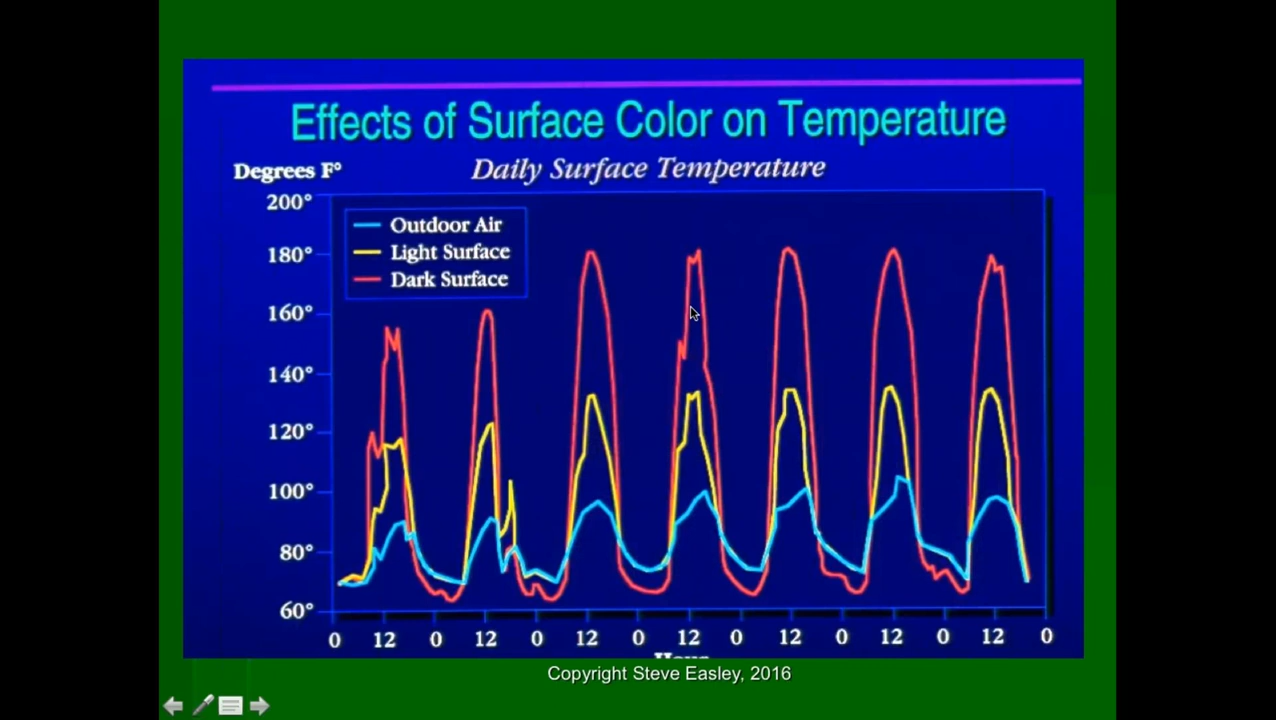 Effects of Surface Color on Temperature
Degrees F°
Daily Surface Temperature
200°
Outdoor Air
180°
Light Surface
Dark Surface
160°
140°
120°
100°
80°
60°
0 12 0 12 0 12 0 12 0 12 0 12 0 12 0
Hour
Copyright Steve Easley, 2016